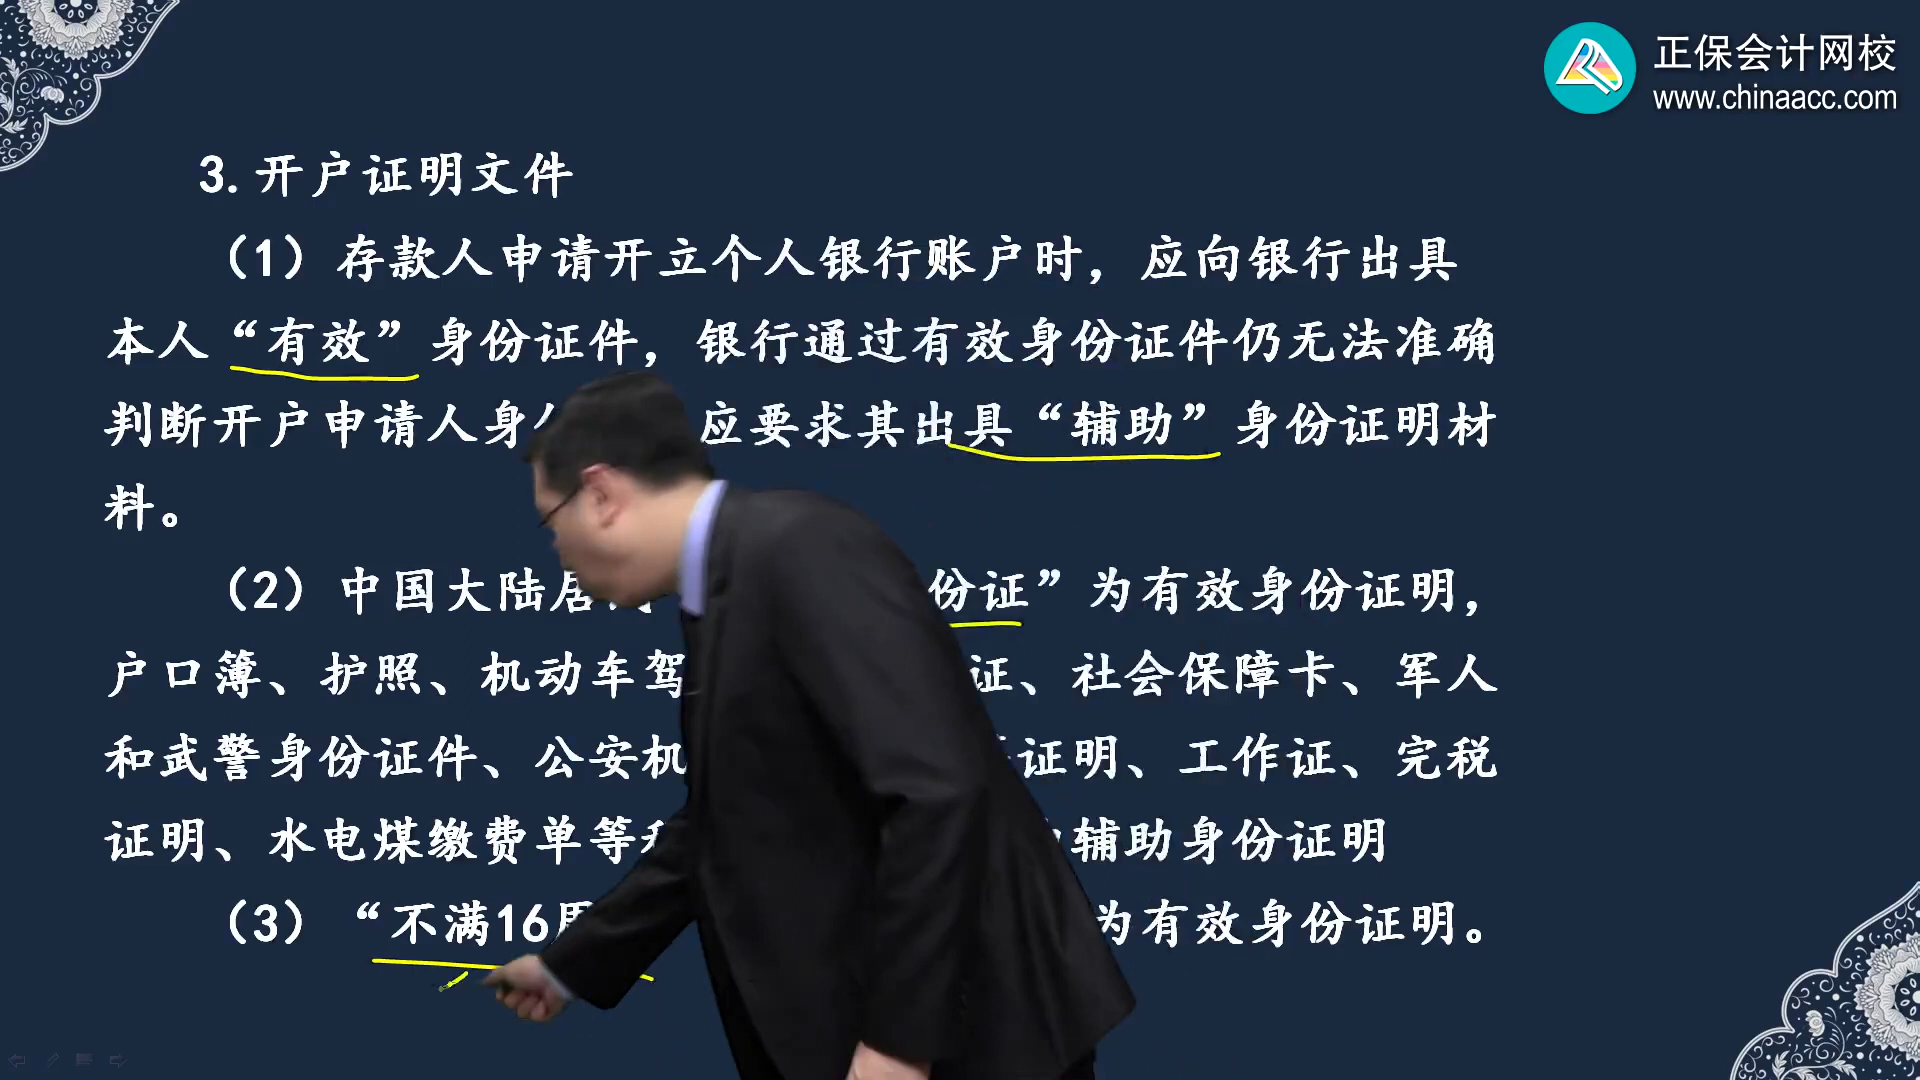 正保会计网校
www.chinaacc.com
3.开户证明文件
（1）存款人申请开立个人银行账户时，应向银行出具
本人“有效”身份证件，银行通过有效身份证件仍无法准确
判断开户申请人身 应要求其出具“辅助”身份证明材
料。
（2）中国大陆居 份证”为有效身份证明，
户口簿、护照、机动车驾 证、社会保障卡、军人
和武警身份证件、公安机 证明、工作证、完税
证明、水电煤缴费单等 辅助身份证明
（3）“不满16周 为有效身份证明。